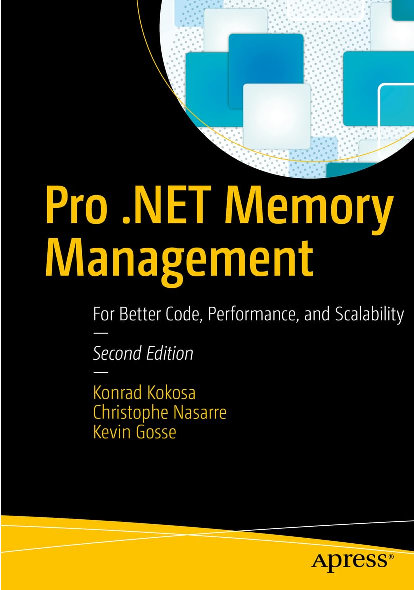 Pro .NET Memory
Management
For Better Code, Performance, and Scalability
Second Edition
Konrad Kokosa
Christophe Nasarre
Kevin Gosse
Apress®